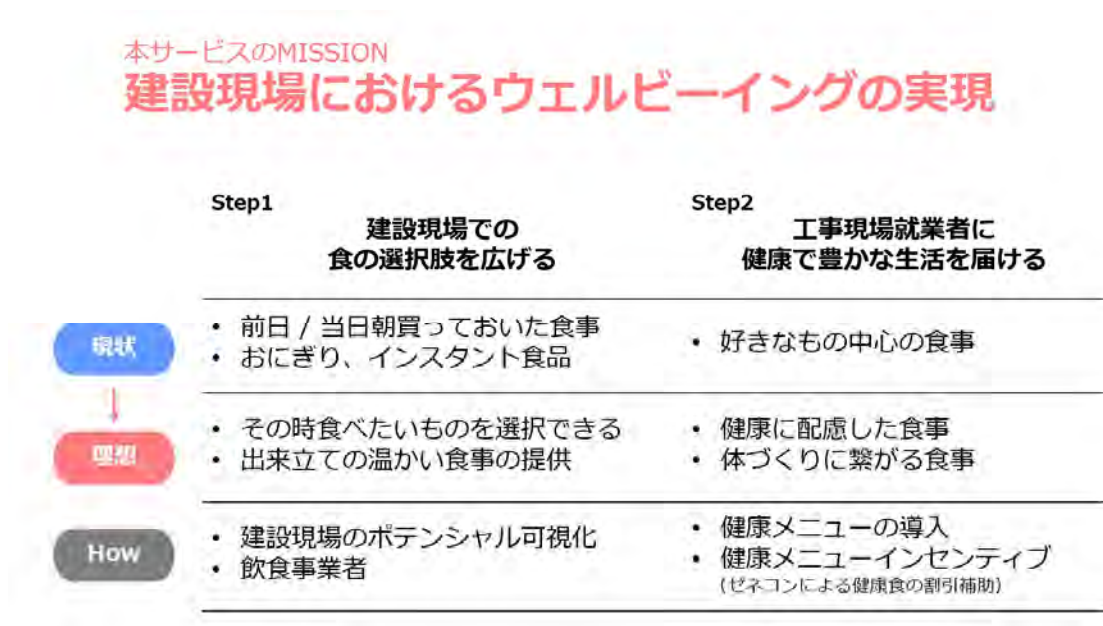 本サービスのMISSION
建設現場におけるウェルビーイングの実現
Step1
建設現場での
食の選択肢を広げる
Step2
工事現場就業者に
健康で豊かな生活を届ける
現状
• 前日 / 当日朝買っておいた食事
• おにぎり、インスタント食品
• 好きなもの中心の食事
理想
• その時食べたいものを選択できる
• 出来立ての温かい食事の提供
• 健康に配慮した食事
• 体づくりに繋がる食事
How
• 建設現場のポテンシャル可視化
• 飲食事業者
• 健康メニューの導入
• 健康メニューインセンティブ
(ゼネコンによる健康食の割引補助)